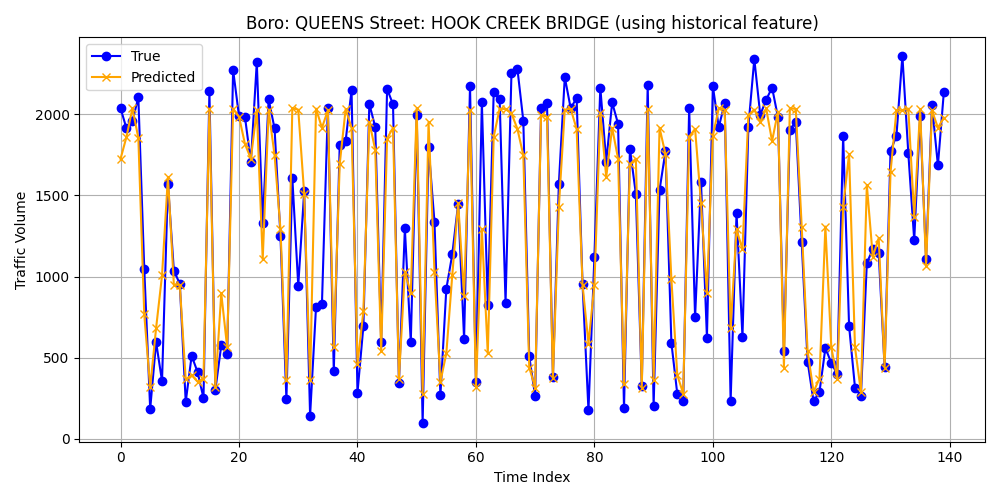 Boro: QUEENS Street: HOOK CREEK BRIDGE (using historical feature)
True
Predicted
Traffic Volume
2000
1500
1000
500
0
0 20 40 60 80 100 120 140
Time Index